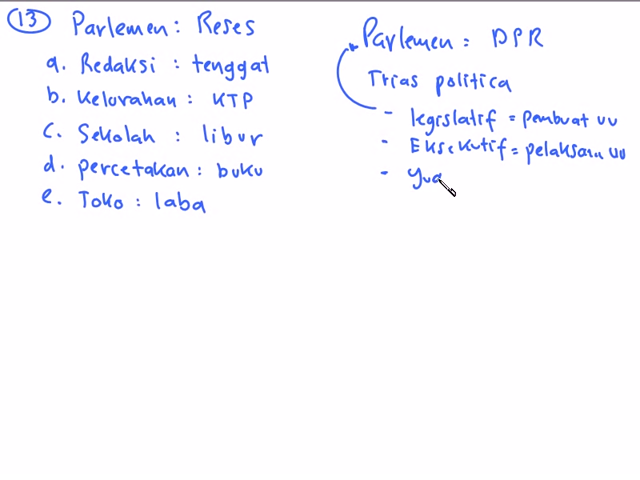 13 Parlemen : Reses
a. Redaksi : tenggat
b. Kelurahan : KTP
c. Sekolah : libur
d. percetakan : buku
e. Toko : laba
Parlemen = DPR
Trias politica
- legislatif = pembuat UU
- Eksekutif = pelaksana UU
- Yud